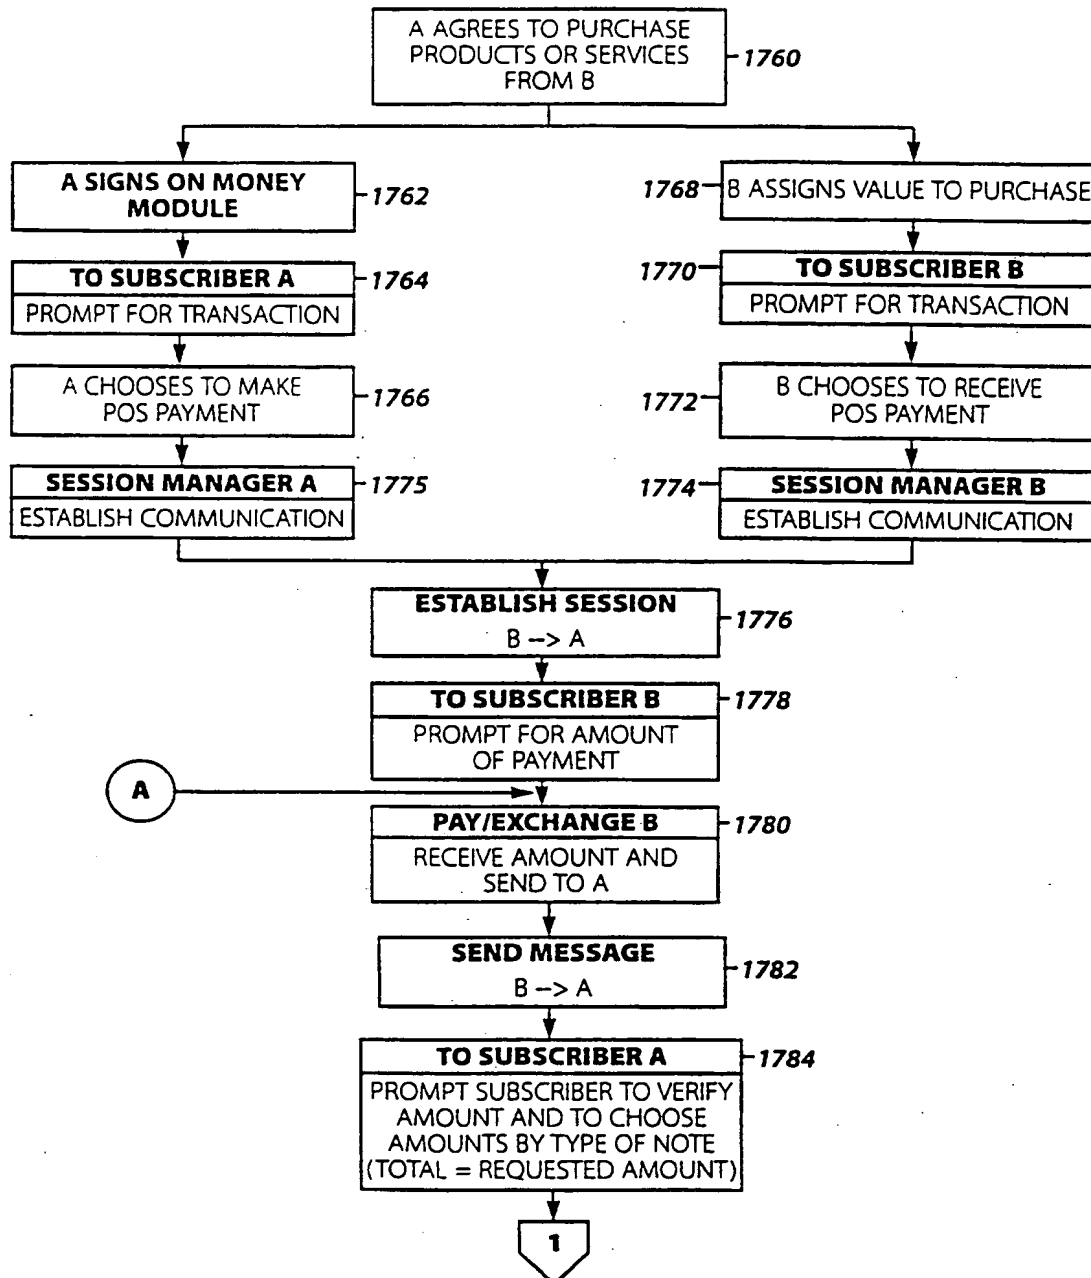 A AGREES TO PURCHASE
PRODUCTS OR SERVICES
FROM B
1760
A SIGNS ON MONEY
MODULE
1762
TO SUBSCRIBER A
PROMPT FOR TRANSACTION
1764
A CHOOSES TO MAKE
POS PAYMENT
1766
SESSION MANAGER A
ESTABLISH COMMUNICATION
1775
1768
B ASSIGNS VALUE TO PURCHASE
1770
TO SUBSCRIBER B
PROMPT FOR TRANSACTION
1772
B CHOOSES TO RECEIVE
POS PAYMENT
1774
SESSION MANAGER B
ESTABLISH COMMUNICATION
ESTABLISH SESSION
B --> A
1776
TO SUBSCRIBER B
PROMPT FOR AMOUNT
OF PAYMENT
1778
A
PAY/EXCHANGE B
RECEIVE AMOUNT AND
SEND TO A
1780
SEND MESSAGE
B --> A
1782
TO SUBSCRIBER A
PROMPT SUBSCRIBER TO VERIFY
AMOUNT AND TO CHOOSE
AMOUNTS BY TYPE OF NOTE
(TOTAL = REQUESTED AMOUNT)
1784
1